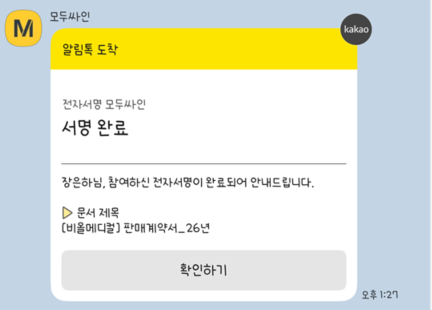 모두싸인
M
kakao
알림톡 도착
전자서명 모두싸인
서명 완료
장은하님, 참여하신 전자서명이 완료되어 안내드립니다.
▷ 문서 제목
[비올메디컬] 판매계약서_26년
확인하기
오후 1:27